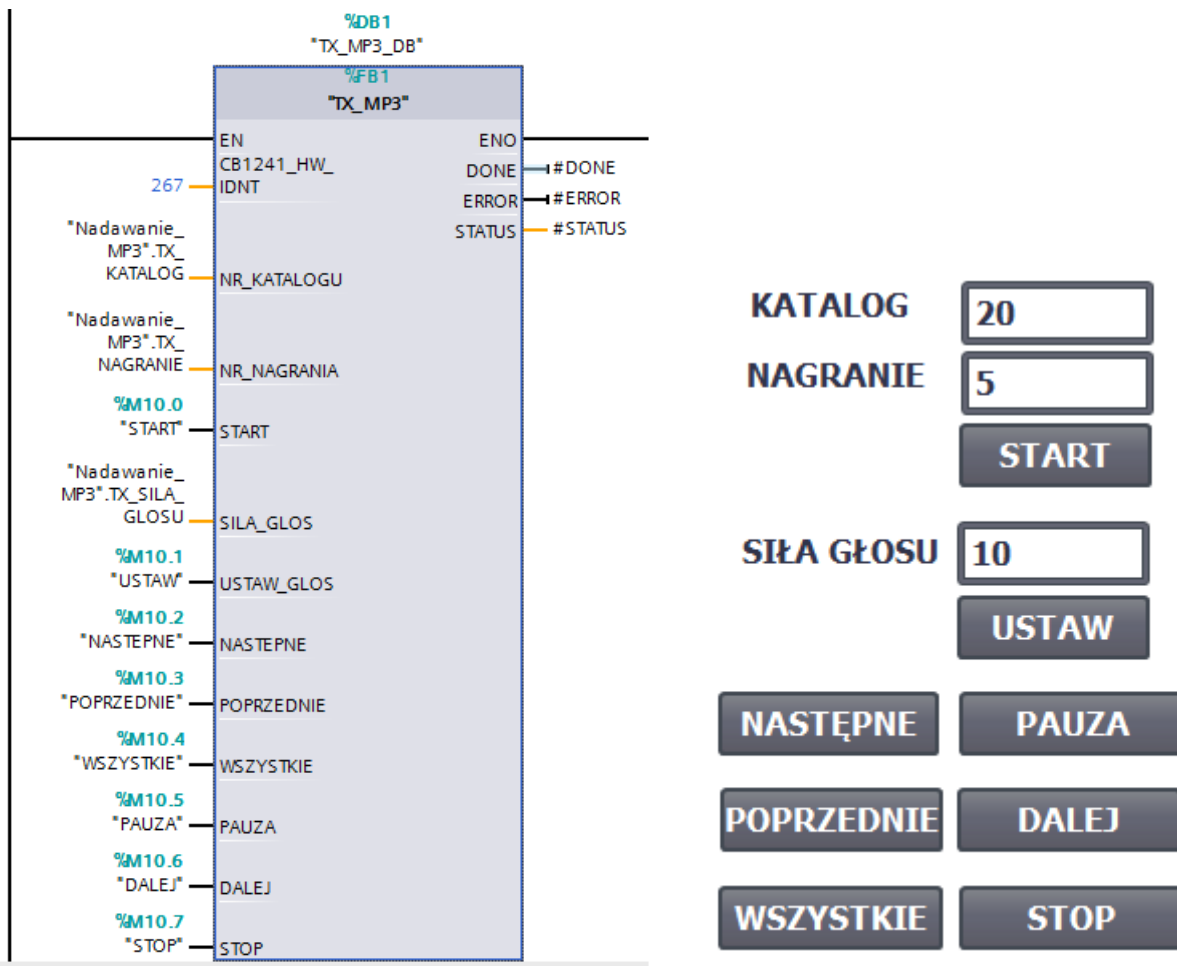 %DB1
"TX_MP3_DB"
%FB1
"TX_MP3"
EN
ENO
CB1241_HW_
IDNT
267
DONE
#DONE
ERROR
#ERROR
STATUS
#STATUS
"Nadawanie_
MP3".TX_
KATALOG
NR_KATALOGU
"Nadawanie_
MP3".TX_
NAGRANIE
NR_NAGRANIA
%M10.0
"START"
START
"Nadawanie_
MP3".TX_SILA_
GLOSU
SILA_GLOS
%M10.1
"USTAW"
USTAW_GLOS
%M10.2
"NASTEPNE"
NASTEPNE
%M10.3
"POPRZEDNIE"
POPRZEDNIE
%M10.4
"WSZYSTKIE"
WSZYSTKIE
%M10.5
"PAUZA"
PAUZA
%M10.6
"DALEJ"
DALEJ
%M10.7
"STOP"
STOP
KATALOG 20
NAGRANIE 5
START
SIŁA GŁOSU 10
USTAW
NASTĘPNE PAUZA
POPRZEDNIE DALEJ
WSZYSTKIE STOP